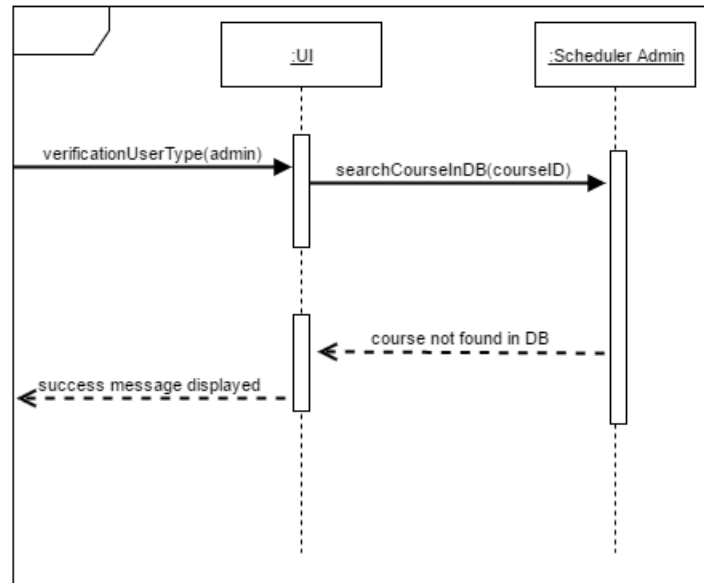 :UI
:Scheduler Admin
verificationUserType(admin)
searchCourseInDB(courseID)
course not found in DB
success message displayed